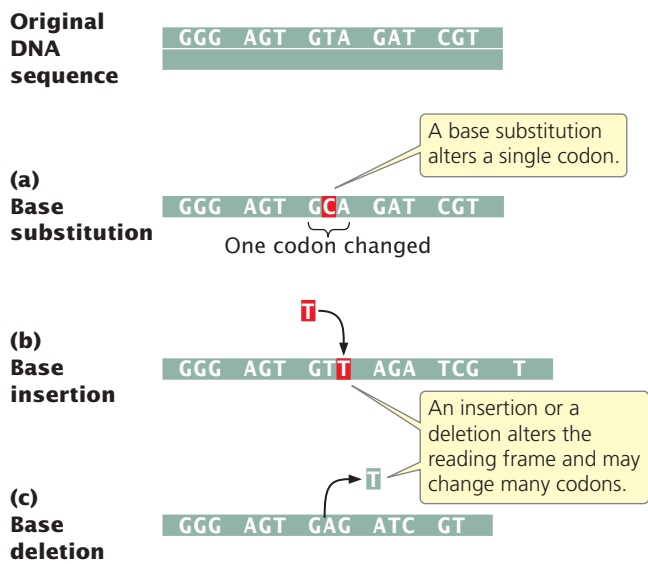 Original
DNA
sequence
GGG AGT GTA GAT CGT
A base substitution
alters a single codon.
(a)
Base
substitution
GGG AGT GCA GAT CGT
One codon changed
T
(b)
Base
insertion
GGG AGT GTT AGA TCG T
An insertion or a
deletion alters the
reading frame and may
change many codons.
T
(c)
Base
deletion
GGG AGT GAG ATC GT